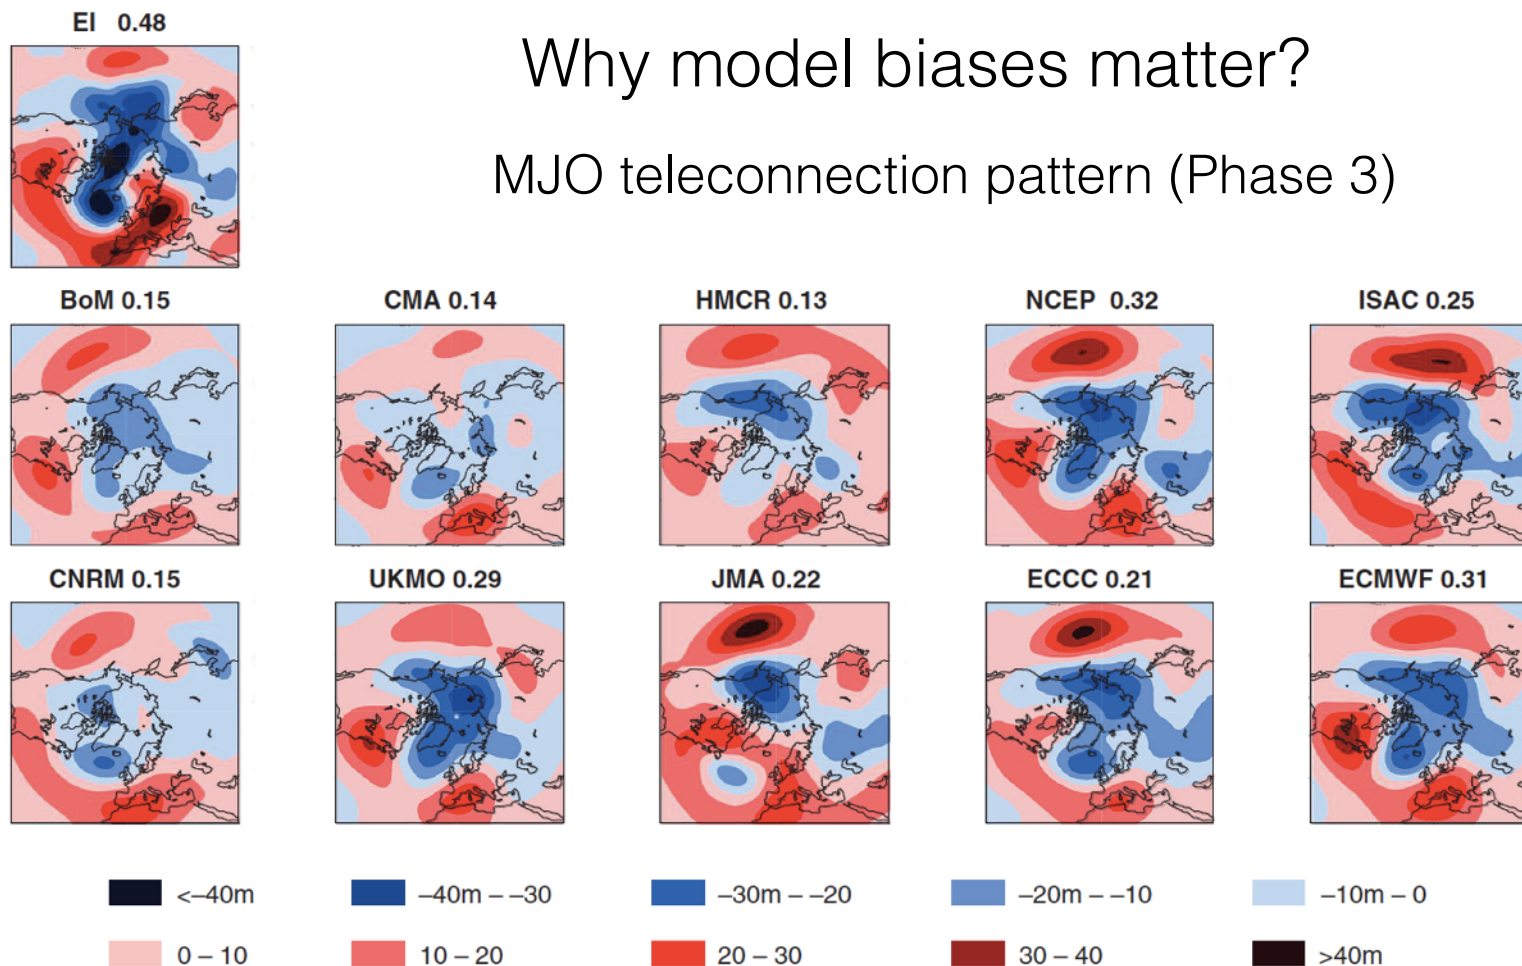 EI 0.48
Why model biases matter?
MJO teleconnection pattern (Phase 3)
BoM 0.15
CMA 0.14
HMCR 0.13
NCEP 0.32
ISAC 0.25
CNRM 0.15
UKMO 0.29
JMA 0.22
ECCC 0.21
ECMWF 0.31
<–40m
–40m – –30
–30m – –20
–20m – –10
–10m – 0
0 – 10
10 – 20
20 – 30
30 – 40
>40m